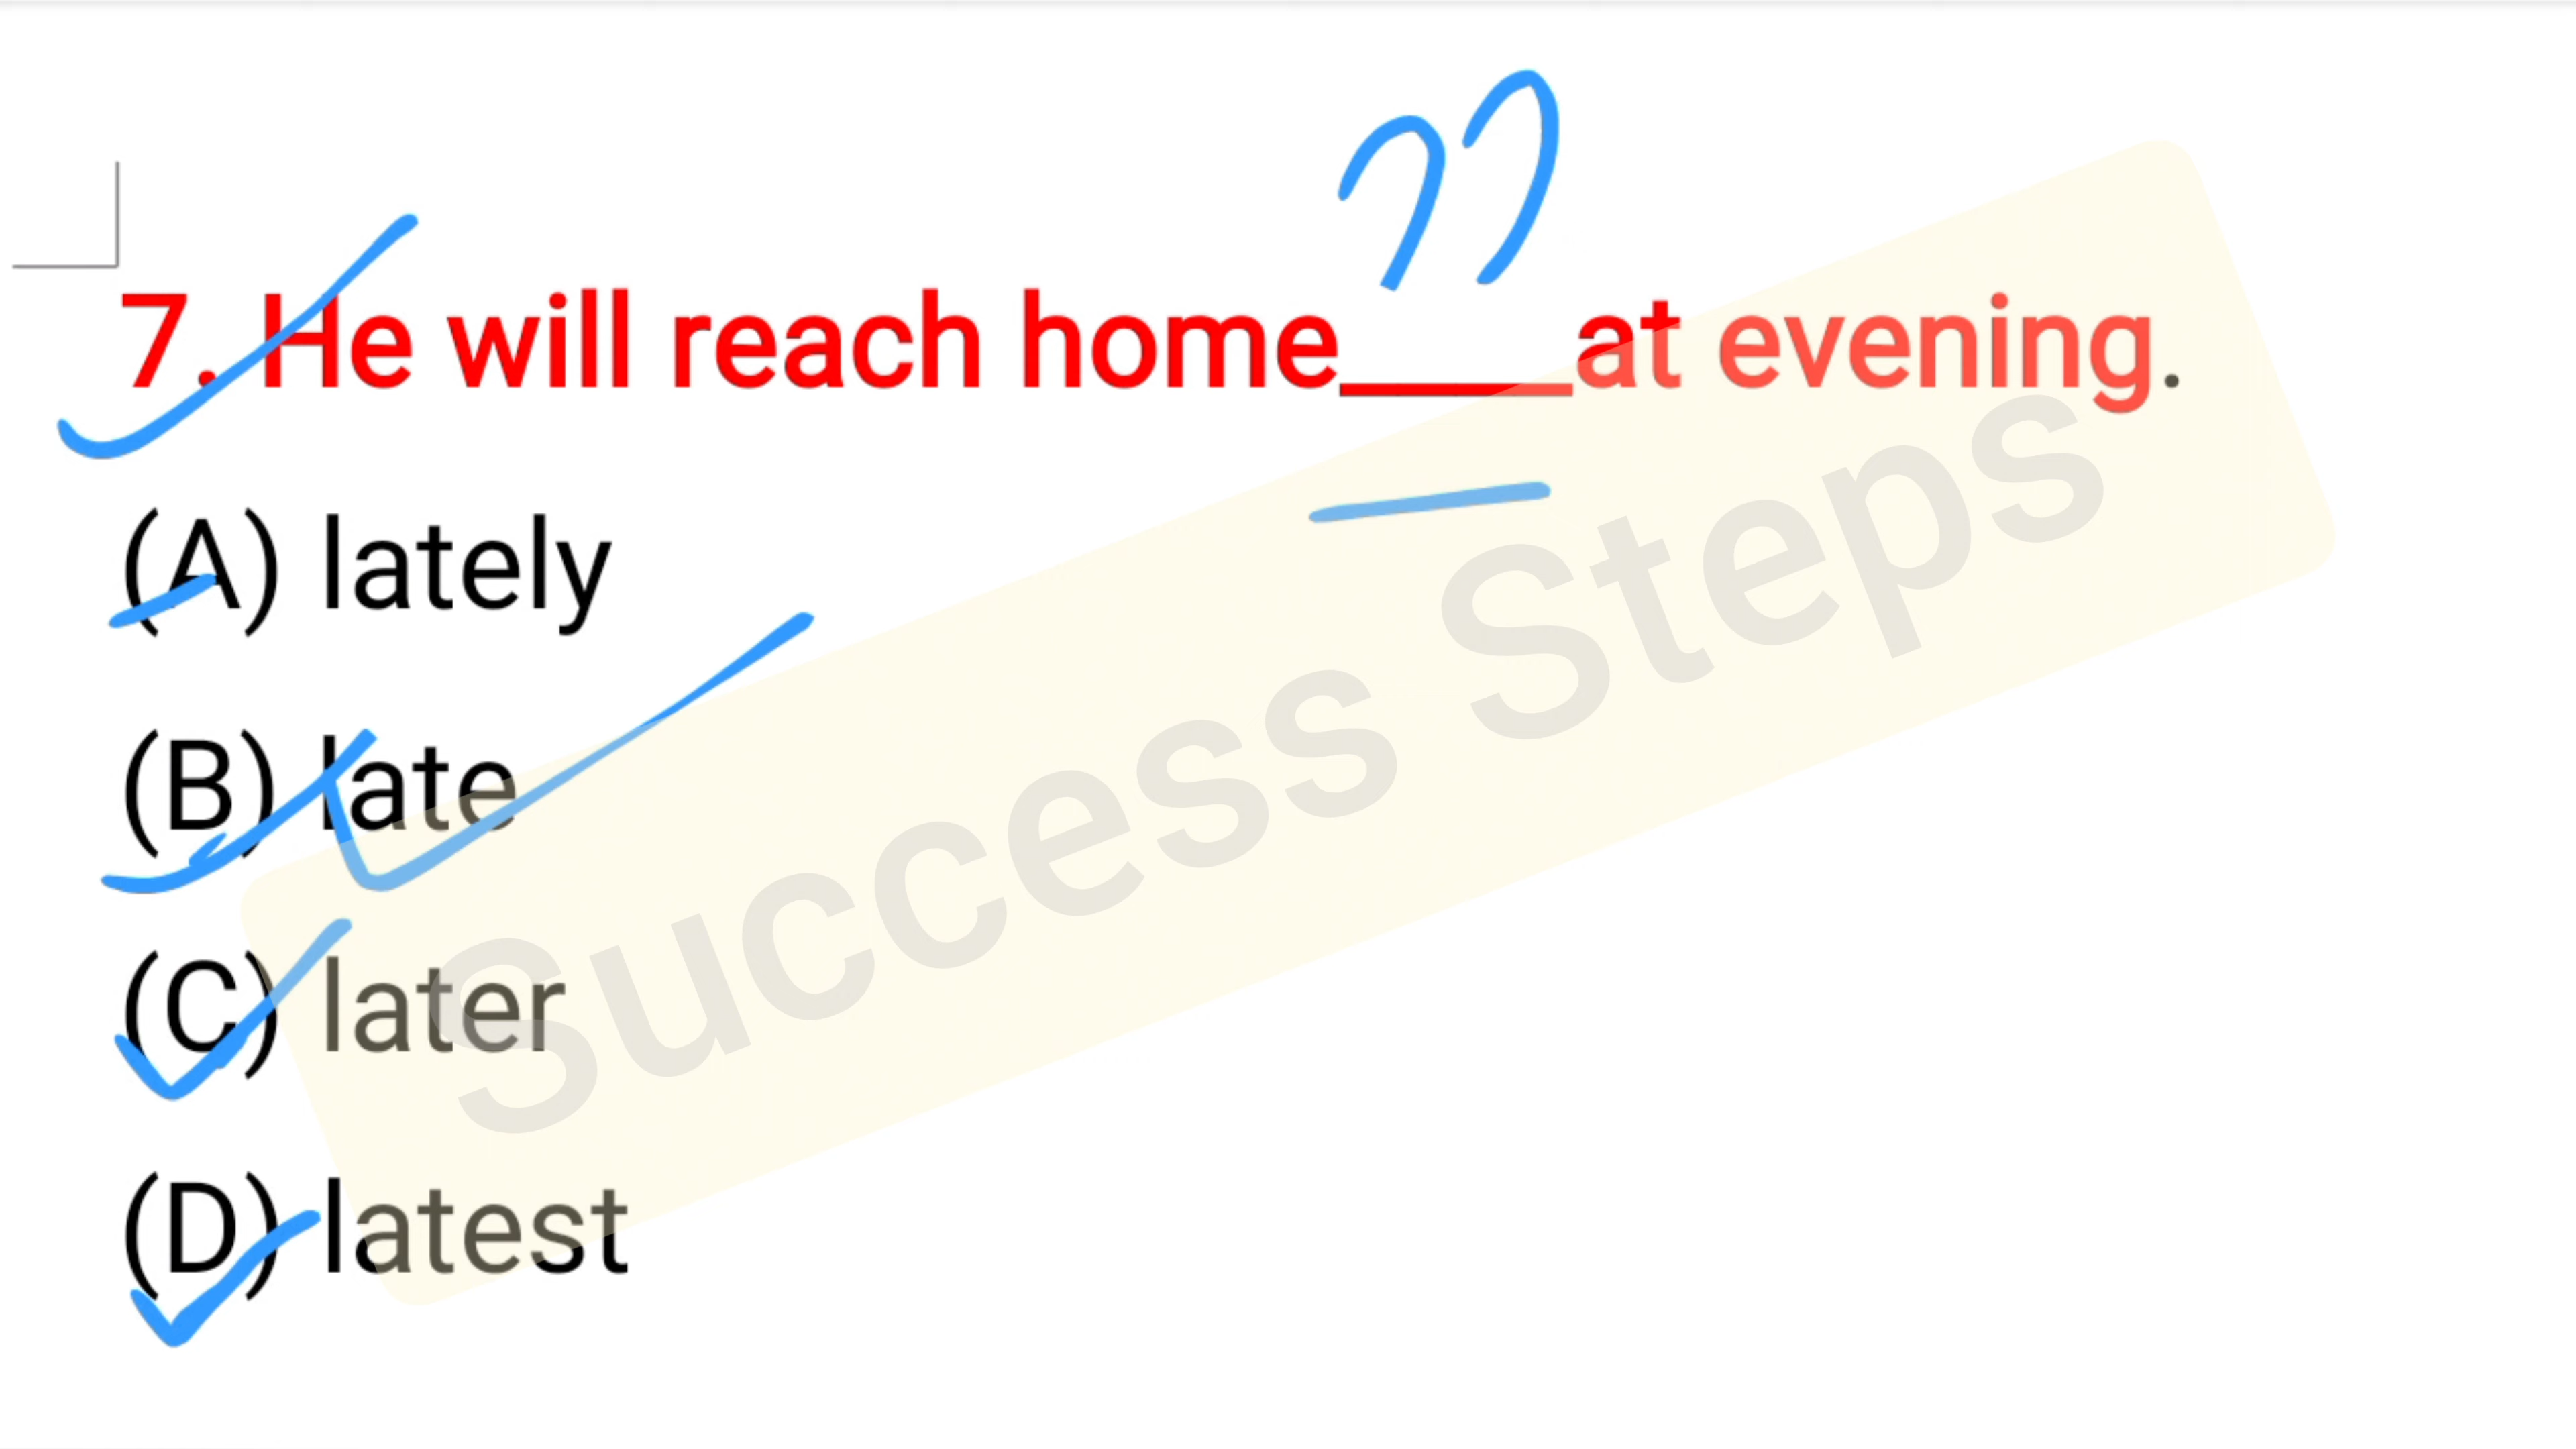 7. He will reach home____at evening.
(A) lately
(B) late
(C) later
(D) latest
Success Steps